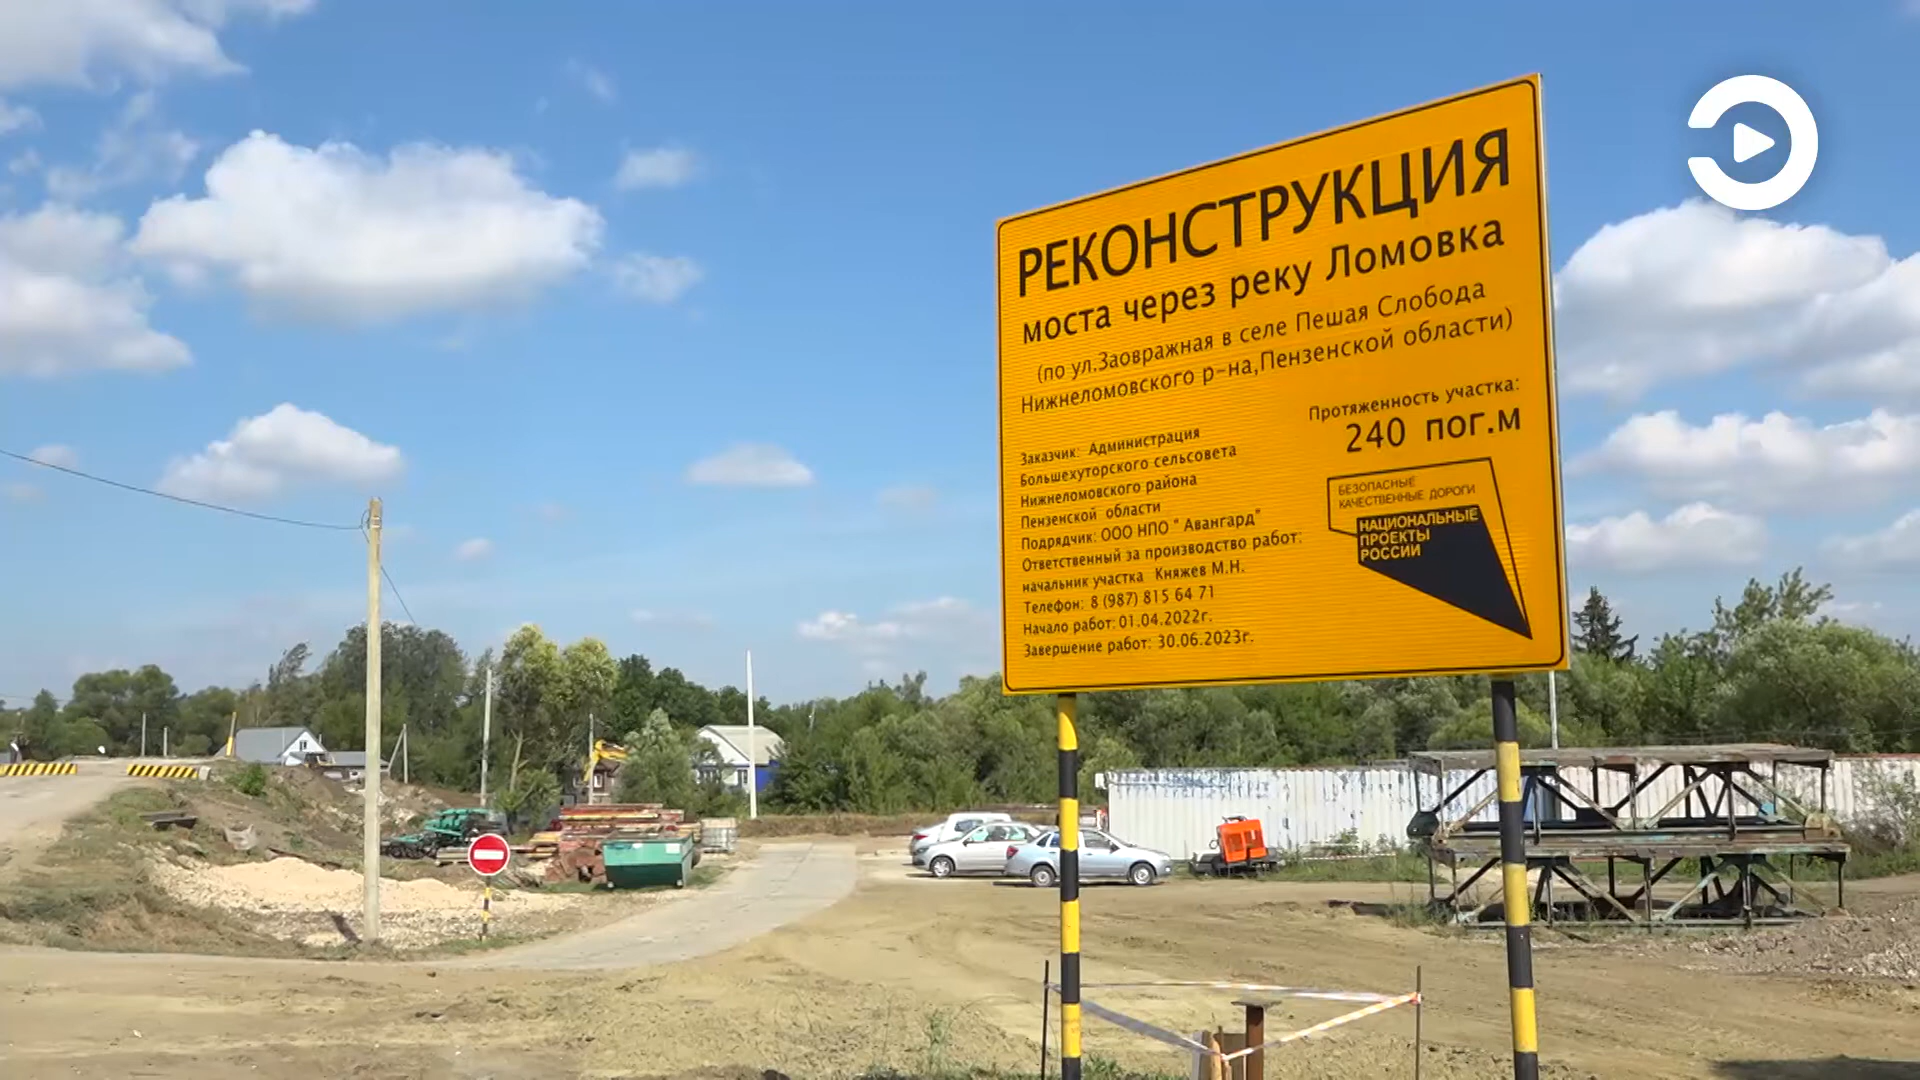 РЕКОНСТРУКЦИЯ
моста через реку Ломовка
(по ул.Заовражная в селе Пешая Слобода
Нижнеломовского р-на,Пензенской области)
Протяженность участка:
240 пог.м
Заказчик: Администрация
Большехуторского сельсовета
Нижнеломовского района
Пензенской области
Подрядчик: ООО НПО " Авангард"
Ответственный за производство работ:
начальник участка Княжев М.Н.
Телефон: 8 (987) 815 64 71
Начало работ: 01.04.2022г.
Завершение работ: 30.06.2023г.
БЕЗОПАСНЫЕ
КАЧЕСТВЕННЫЕ ДОРОГИ
НАЦИОНАЛЬНЫЕ
ПРОЕКТЫ
РОССИИ